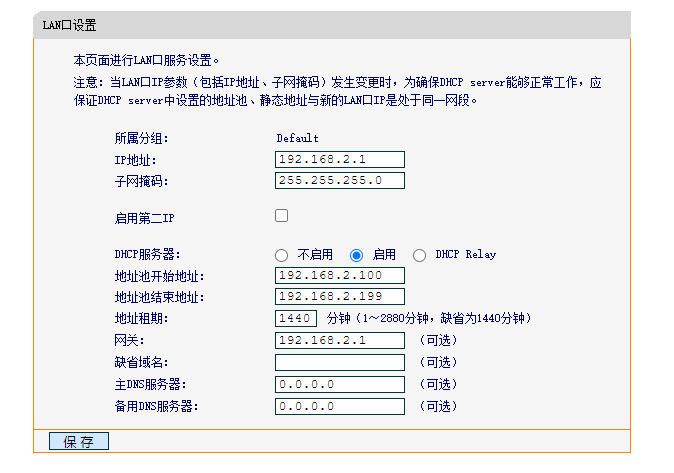 LAN口设置
本页面进行LAN口服务设置。
注意：当LAN口IP参数（包括IP地址、子网掩码）发生变更时，为确保DHCP server能够正常工作，应
保证DHCP server中设置的地址池、静态地址与新的LAN口IP是处于同一网段。
所属分组： Default
IP地址： 192.168.2.1
子网掩码： 255.255.255.0
启用第二IP
DHCP服务器： 不启用 启用 DHCP Relay
地址池开始地址： 192.168.2.100
地址池结束地址： 192.168.2.199
地址租期： 1440 分钟（1～2880分钟，缺省为1440分钟）
网关： 192.168.2.1 （可选）
缺省域名： （可选）
主DNS服务器： 0.0.0.0 （可选）
备用DNS服务器： 0.0.0.0 （可选）
保 存